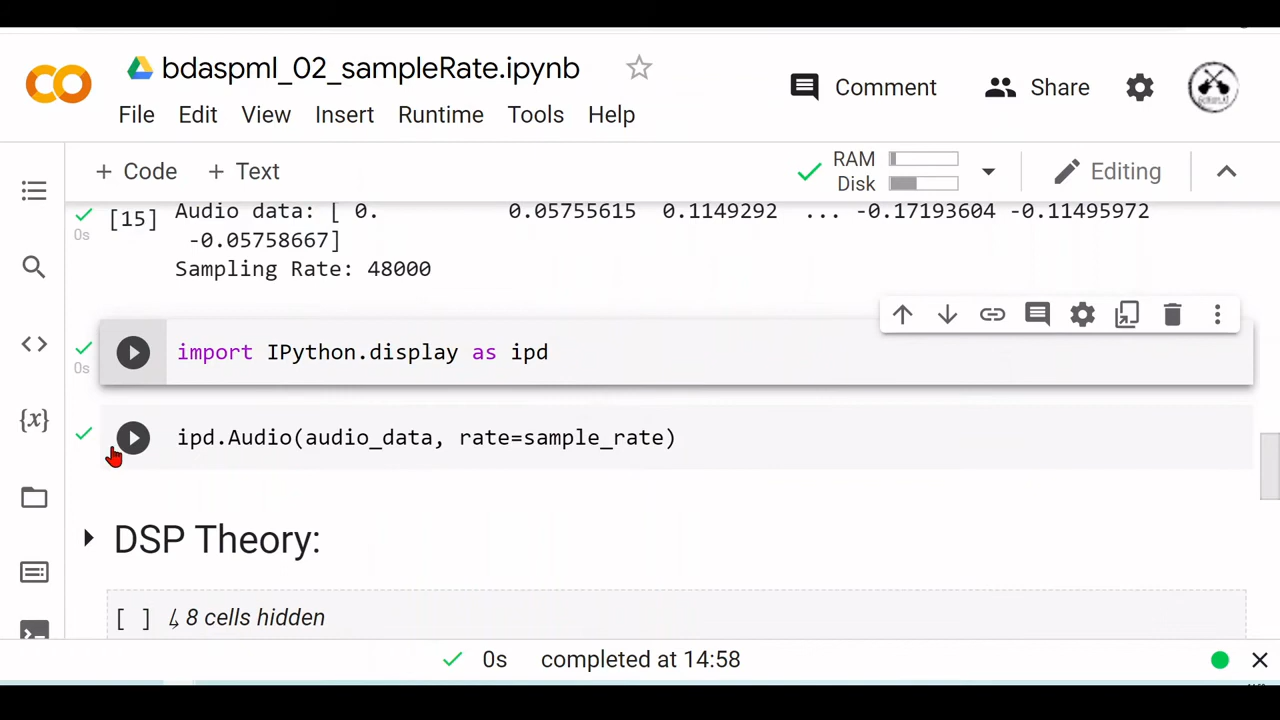 bdaspml_02_sampleRate.ipynb
File Edit View Insert Runtime Tools Help
Comment Share
+ Code + Text
RAM
Disk
Editing
[15] Audio data: [ 0. 0.05755615 0.1149292 ... -0.17193604 -0.11495972
0s
-0.05758667]
Sampling Rate: 48000
import IPython.display as ipd
0s
{x}
ipd.Audio(audio_data, rate=sample_rate)
DSP Theory:
[ ] ↳ 8 cells hidden
0s completed at 14:58